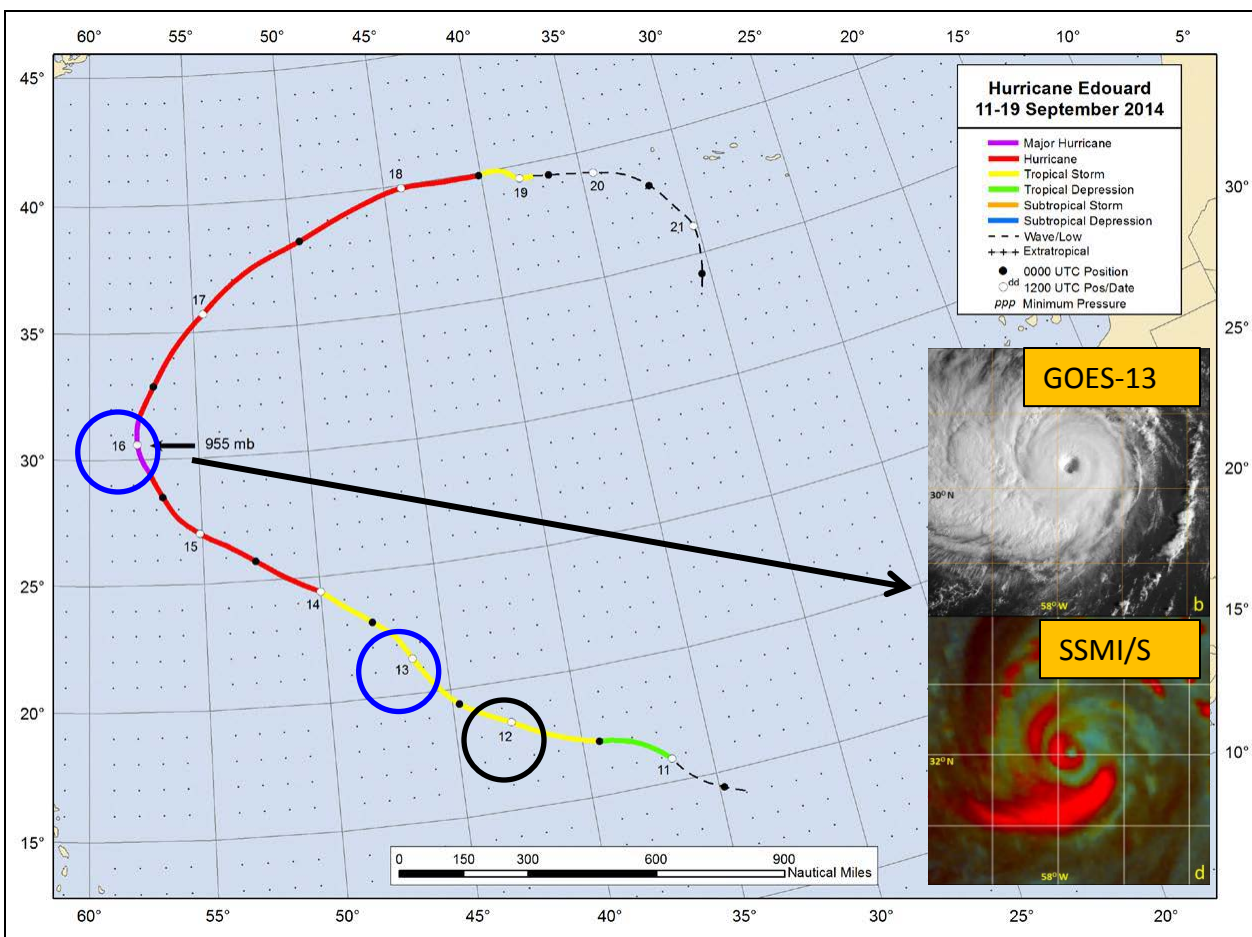 60° 55° 50° 45° 40° 35° 30° 25° 20° 15° 10° 5°
45°
40°
35°
30°
25°
20°
15°
Hurricane Edouard
11-19 September 2014
Major Hurricane
Hurricane
Tropical Storm
Tropical Depression
Subtropical Storm
Subtropical Depression
Wave/Low
Extratropical
0000 UTC Position
dd 1200 UTC Pos/Date
ppp Minimum Pressure
30°
25°
20°
15°
10°
18
19
20
21
17
16
955 mb
15
14
13
12
11
GOES-13
30° N
58° W
b
SSMI/S
32° N
58° W
d
0 150 300 600 900
Nautical Miles
60° 55° 50° 45° 40° 35° 30° 25° 20°